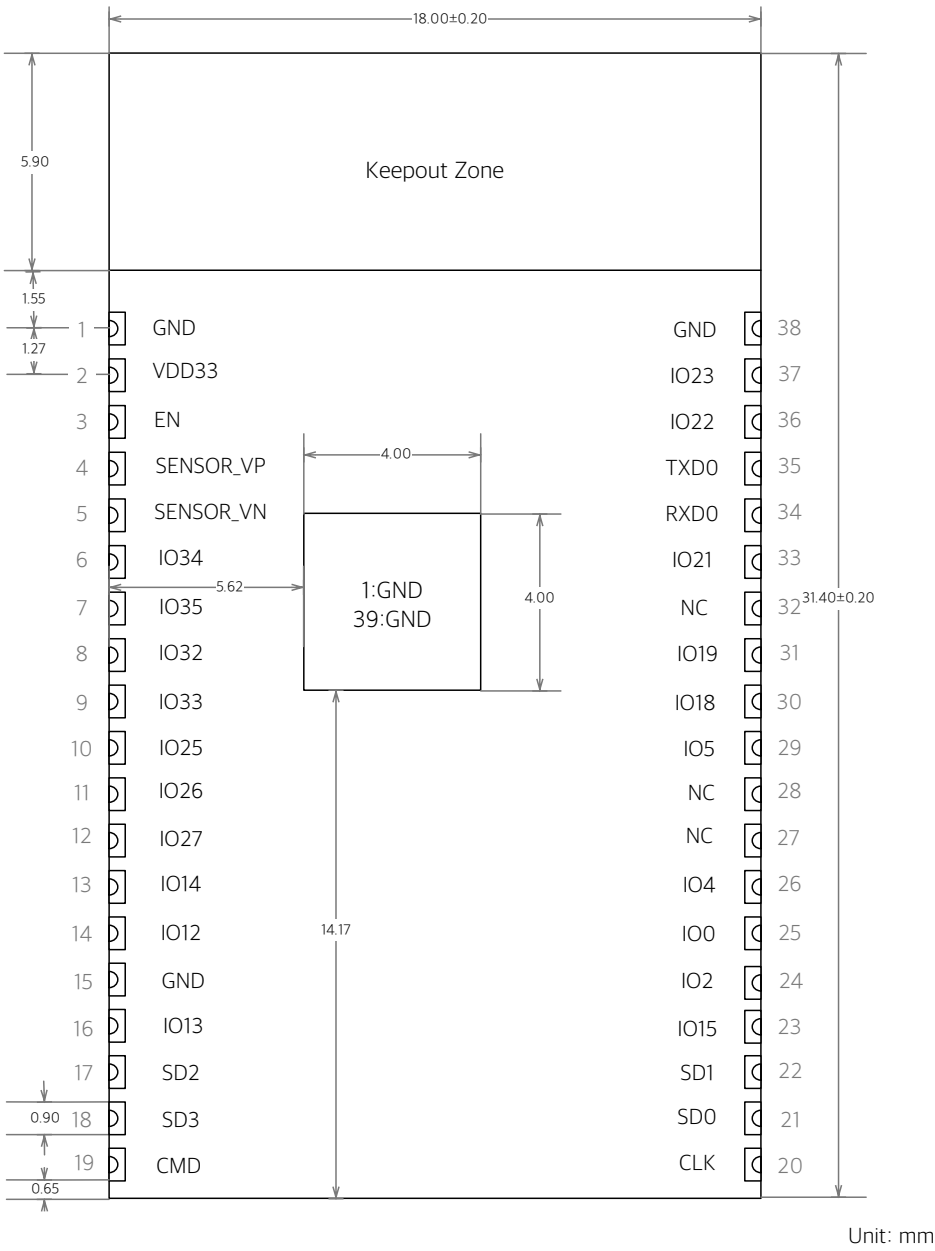 18.00±0.20
5.90
Keepout Zone
1.55
1 GND GND 38
1.27
2 VDD33 IO23 37
3 EN IO22 36
4.00
4 SENSOR_VP TXD0 35
5 SENSOR_VN RXD0 34
6 IO34 IO21 33
5.62
1:GND
4.00
31.40±0.20
7 IO35 NC 32
39:GND
8 IO32 IO19 31
9 IO33 IO18 30
10 IO25 IO5 29
11 IO26 NC 28
12 IO27 NC 27
13 IO14 IO4 26
14 IO12 14.17 IO0 25
15 GND IO2 24
16 IO13 IO15 23
17 SD2 SD1 22
0.90 18 SD3 SD0 21
19 CMD CLK 20
0.65
Unit: mm